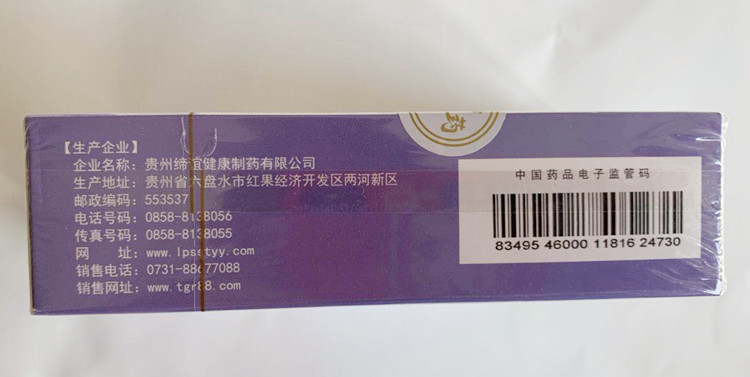 药
【生产企业】
企业名称：贵州缔谊健康制药有限公司
生产地址：贵州省六盘水市红果经济开发区两河新区
邮政编码：553537
电话号码：0858-8138056
传真号码：0858-8138055
网　　址：www.lpsstyy.com
销售电话：0731-88677088
销售网址：www.tgr88.com
中国药品电子监管码
83495 46000 11816 24730